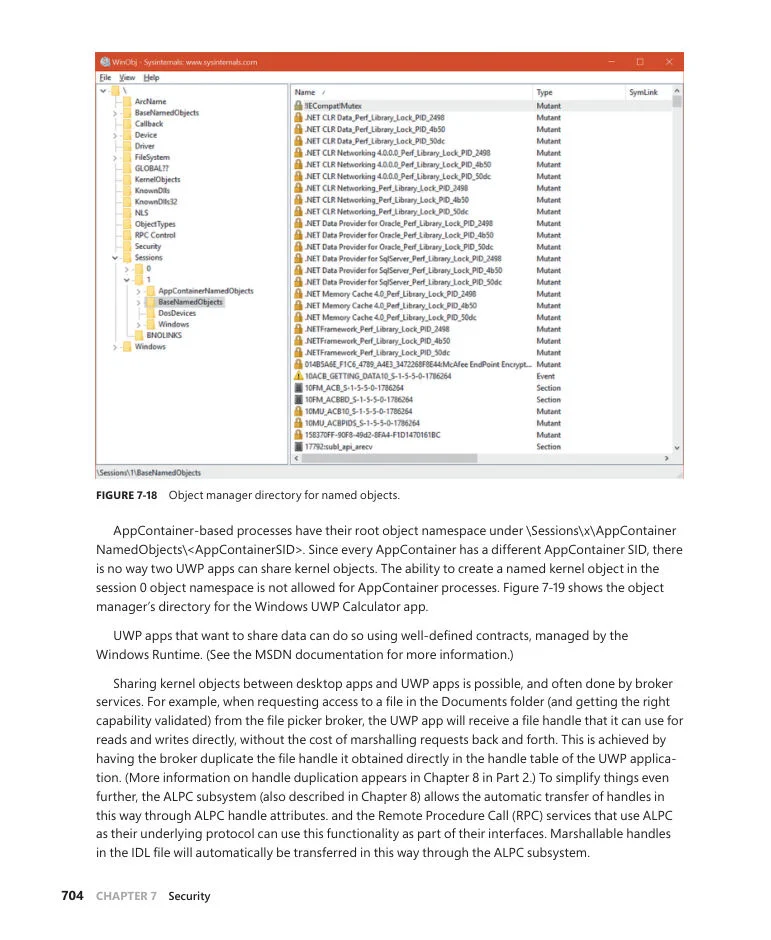 WinObj - Sysinternals: www.sysinternals.com
File View Help
\
ArcName
BaseNamedObjects
Callback
Device
Driver
FileSystem
GLOBAL??
KernelObjects
KnownDlls
KnownDlls32
NLS
ObjectTypes
RPC Control
Security
Sessions
0
1
AppContainerNamedObjects
BaseNamedObjects
DosDevices
Windows
BNOLINKS
Windows
Name / Type SymLink
!IECompat!Mutex Mutant
.NET CLR Data_Perf_Library_Lock_PID_2498 Mutant
.NET CLR Data_Perf_Library_Lock_PID_4b50 Mutant
.NET CLR Data_Perf_Library_Lock_PID_50dc Mutant
.NET CLR Networking 4.0.0.0_Perf_Library_Lock_PID_2498 Mutant
.NET CLR Networking 4.0.0.0_Perf_Library_Lock_PID_4b50 Mutant
.NET CLR Networking 4.0.0.0_Perf_Library_Lock_PID_50dc Mutant
.NET CLR Networking_Perf_Library_Lock_PID_2498 Mutant
.NET CLR Networking_Perf_Library_Lock_PID_4b50 Mutant
.NET CLR Networking_Perf_Library_Lock_PID_50dc Mutant
.NET Data Provider for Oracle_Perf_Library_Lock_PID_2498 Mutant
.NET Data Provider for Oracle_Perf_Library_Lock_PID_4b50 Mutant
.NET Data Provider for Oracle_Perf_Library_Lock_PID_50dc Mutant
.NET Data Provider for SqlServer_Perf_Library_Lock_PID_2498 Mutant
.NET Data Provider for SqlServer_Perf_Library_Lock_PID_4b50 Mutant
.NET Data Provider for SqlServer_Perf_Library_Lock_PID_50dc Mutant
.NET Memory Cache 4.0_Perf_Library_Lock_PID_2498 Mutant
.NET Memory Cache 4.0_Perf_Library_Lock_PID_4b50 Mutant
.NET Memory Cache 4.0_Perf_Library_Lock_PID_50dc Mutant
.NETFramework_Perf_Library_Lock_PID_2498 Mutant
.NETFramework_Perf_Library_Lock_PID_4b50 Mutant
.NETFramework_Perf_Library_Lock_PID_50dc Mutant
014B5A6E_F1C6_4789_A4E3_3472268F8E44:McAfee EndPoint Encrypt... Mutant
10ACB_GETTING_DATA10_S-1-5-5-0-1786264 Event
10FM_ACB_S-1-5-5-0-1786264 Section
10FM_ACBBD_S-1-5-5-0-1786264 Section
10MU_ACB10_S-1-5-5-0-1786264 Mutant
10MU_ACBPIDS_S-1-5-5-0-1786264 Mutant
158370FF-90F8-49d2-8FA4-F1D1470161BC Mutant
17792:subl_api_arecv Section
\Sessions\1\BaseNamedObjects
FIGURE 7-18 Object manager directory for named objects.
AppContainer-based processes have their root object namespace under \Sessions\x\AppContainer
NamedObjects\<AppContainerSID>. Since every AppContainer has a different AppContainer SID, there
is no way two UWP apps can share kernel objects. The ability to create a named kernel object in the
session 0 object namespace is not allowed for AppContainer processes. Figure 7-19 shows the object
manager's directory for the Windows UWP Calculator app.
UWP apps that want to share data can do so using well-defined contracts, managed by the
Windows Runtime. (See the MSDN documentation for more information.)
Sharing kernel objects between desktop apps and UWP apps is possible, and often done by broker
services. For example, when requesting access to a file in the Documents folder (and getting the right
capability validated) from the file picker broker, the UWP app will receive a file handle that it can use for
reads and writes directly, without the cost of marshalling requests back and forth. This is achieved by
having the broker duplicate the file handle it obtained directly in the handle table of the UWP applica-
tion. (More information on handle duplication appears in Chapter 8 in Part 2.) To simplify things even
further, the ALPC subsystem (also described in Chapter 8) allows the automatic transfer of handles in
this way through ALPC handle attributes. and the Remote Procedure Call (RPC) services that use ALPC
as their underlying protocol can use this functionality as part of their interfaces. Marshallable handles
in the IDL file will automatically be transferred in this way through the ALPC subsystem.
704 CHAPTER 7 Security